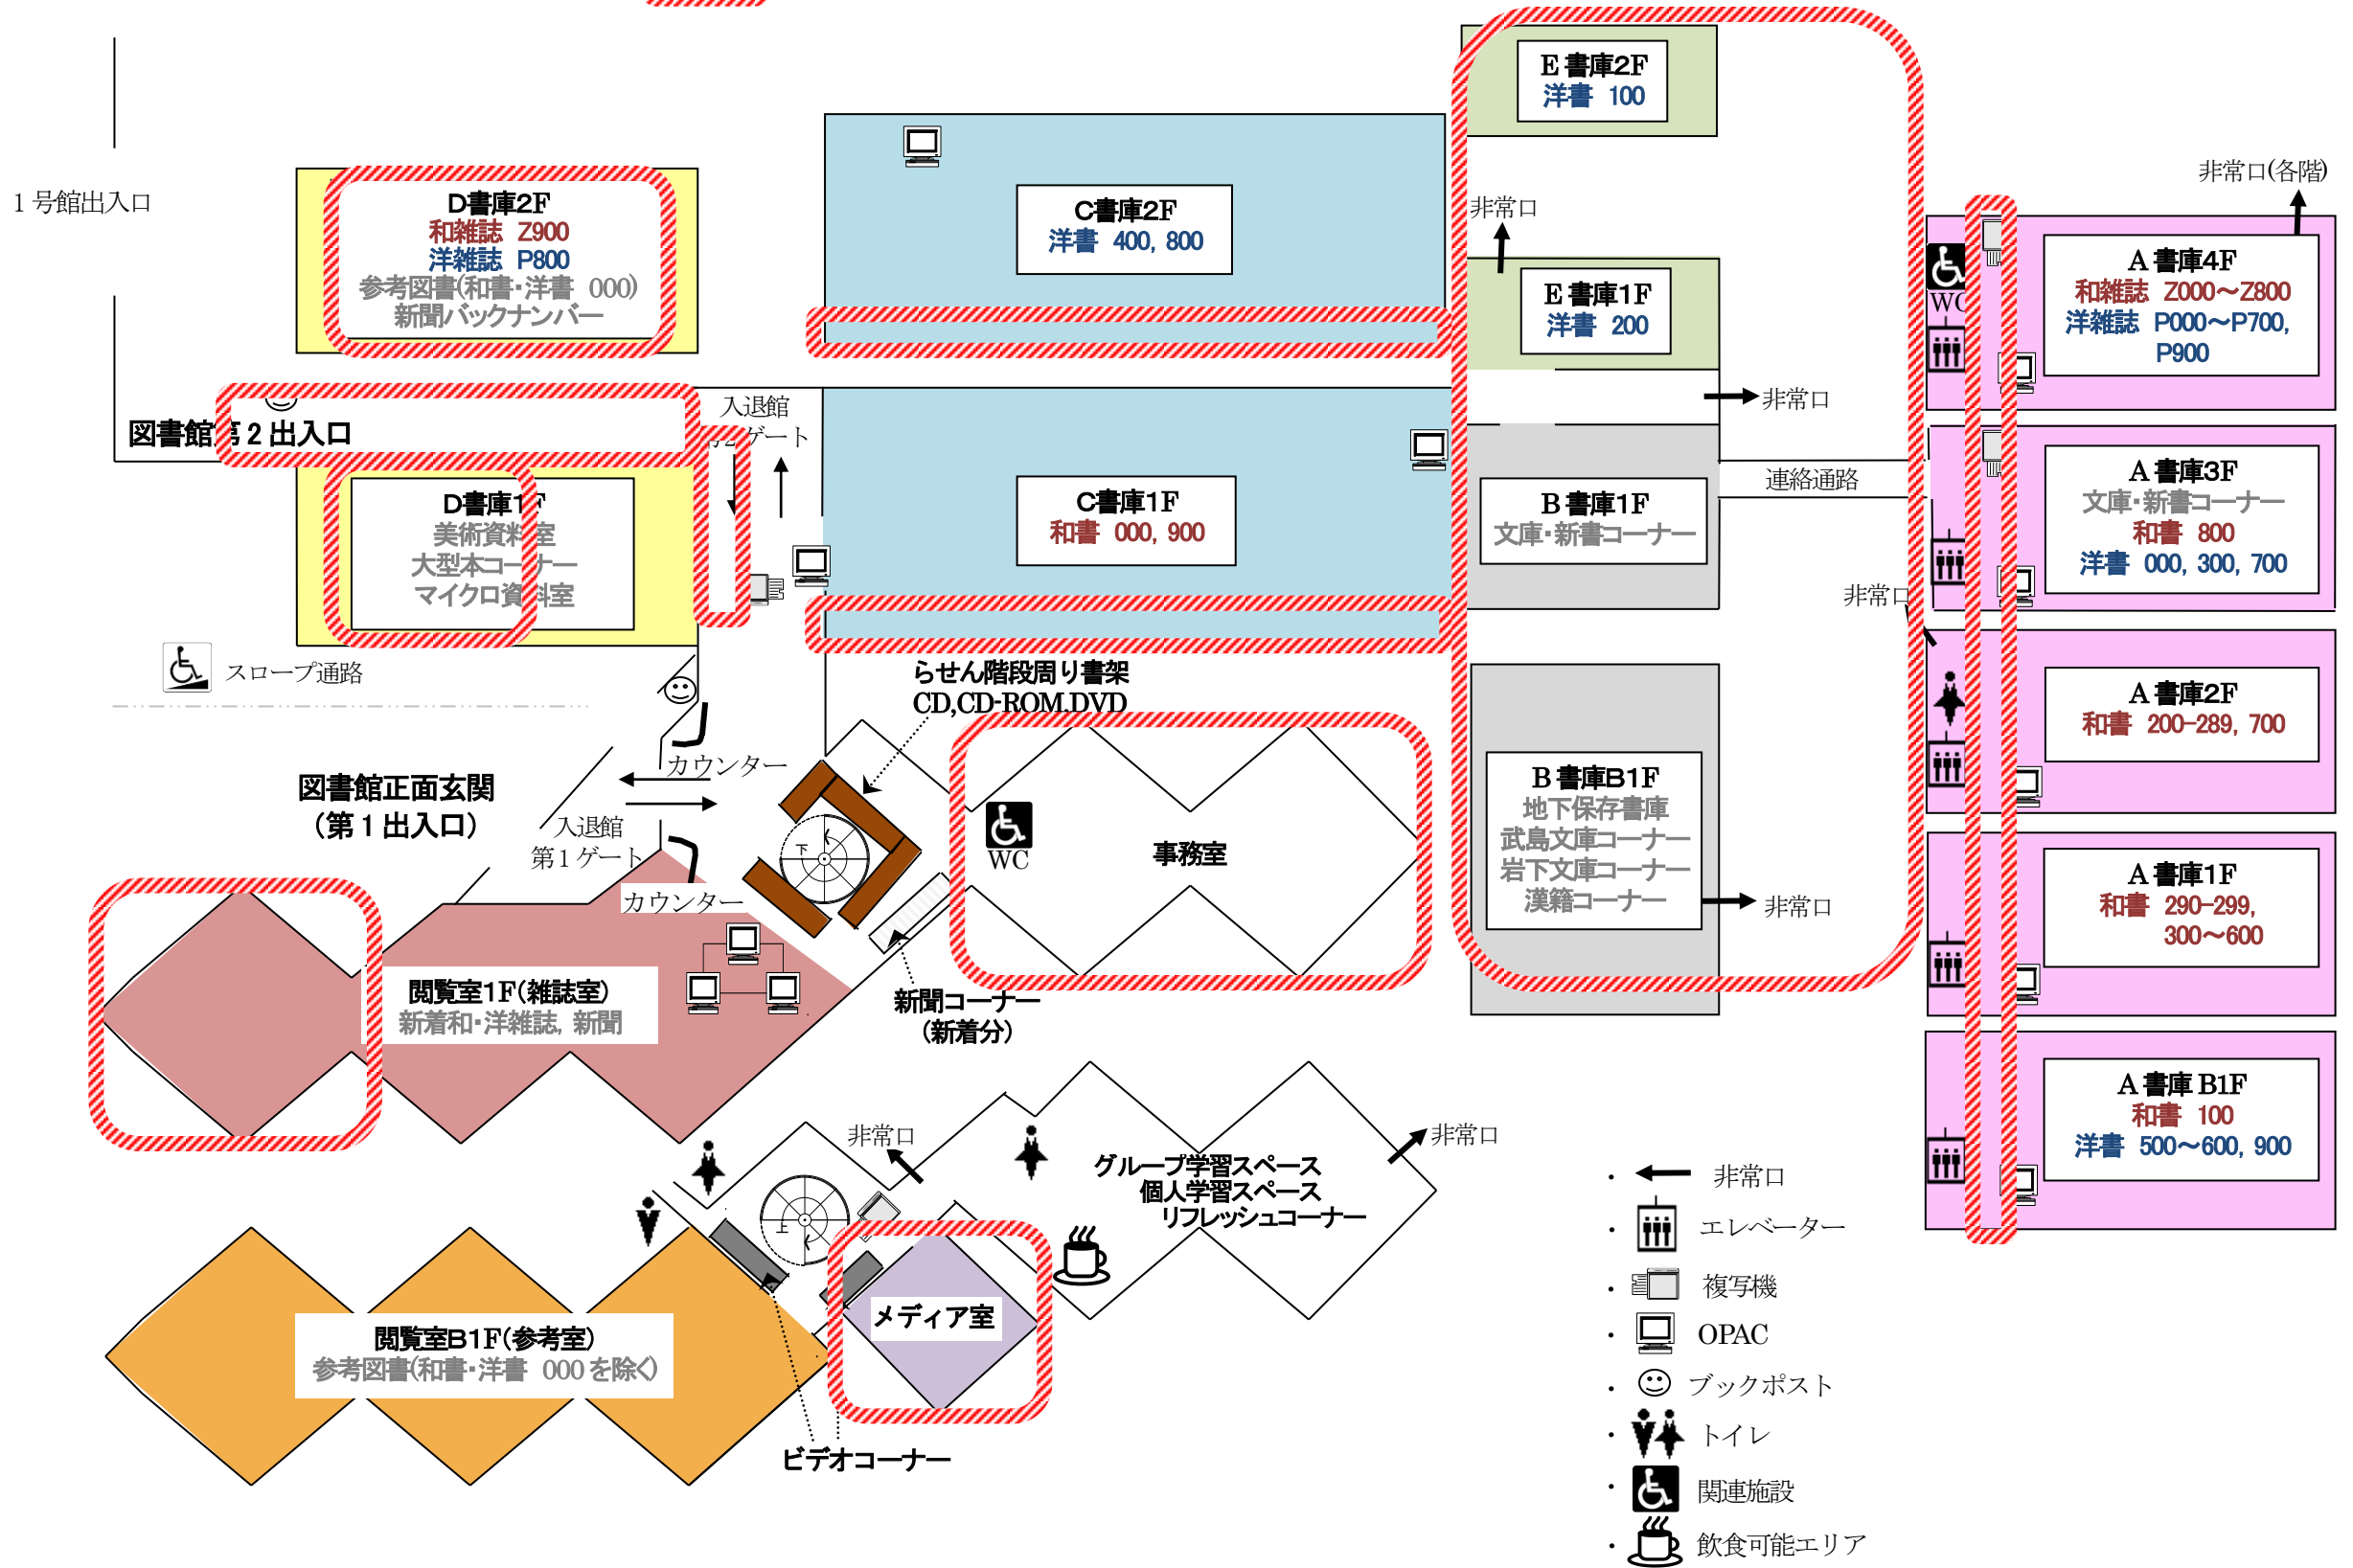 1号館出入口
D書庫2F
和雑誌 Z900
洋雑誌 P800
参考図書(和書・洋書 000)
新聞バックナンバー
C書庫2F
洋書 400, 800
E書庫2F
洋書 100
非常口
E書庫1F
洋書 200
非常口
非常口(各階)
WC
A書庫4F
和雑誌 Z000～Z800
洋雑誌 P000～P700,
P900
図書館第2出入口
入退館
ゲート
D書庫1F
美術資料室
大型本コーナー
マイクロ資料室
C書庫1F
和書 000, 900
B書庫1F
文庫・新書コーナー
連絡通路
A書庫3F
文庫・新書コーナー
和書 800
洋書 000, 300, 700
非常口
スロープ通路
らせん階段周り書架
CD,CD-ROM,DVD
A書庫2F
和書 200-289, 700
図書館正面玄関
（第1出入口）
カウンター
入退館
第1ゲート
カウンター
下
WC
事務室
B書庫B1F
地下保存書庫
武島文庫コーナー
岩下文庫コーナー
漢籍コーナー
非常口
A書庫1F
和書 290-299,
300～600
閲覧室1F(雑誌室)
新着和・洋雑誌, 新聞
新聞コーナー
(新着分)
A書庫B1F
和書 100
洋書 500～600, 900
非常口
上
グループ学習スペース
個人学習スペース
リフレッシュコーナー
非常口
閲覧室B1F(参考室)
参考図書(和書・洋書 000を除く)
メディア室
ビデオコーナー
・ 非常口
・ エレベーター
・ 複写機
・ OPAC
・ ブックポスト
・ トイレ
・ 関連施設
・ 飲食可能エリア